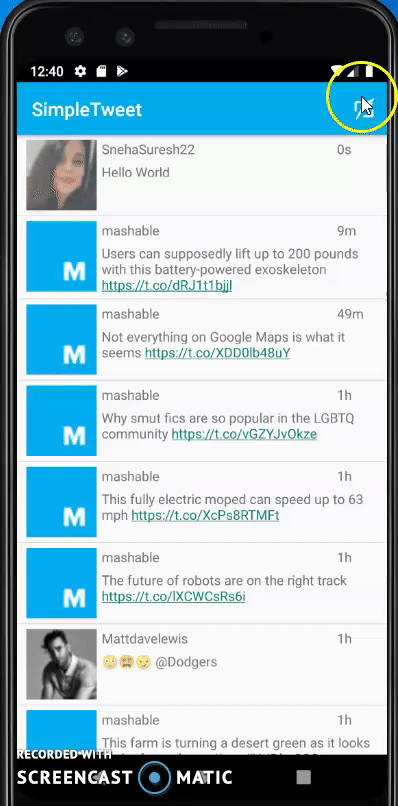 12:40
SimpleTweet
SnehaSuresh22 0s
Hello World
mashable 9m
Users can supposedly lift up to 200 pounds
with this battery-powered exoskeleton
https://t.co/dRJ1t1bjjl
M
mashable 49m
Not everything on Google Maps is what it
seems https://t.co/XDD0lb48uY
M
mashable 1h
Why smut fics are so popular in the LGBTQ
community https://t.co/vGZYJvOkze
M
mashable 1h
This fully electric moped can speed up to 63
mph https://t.co/XcPs8RTMFt
M
mashable 1h
The future of robots are on the right track
https://t.co/lXCWCsRs6i
M
Mattdavelewis 1h
😳😩😏 @Dodgers
mashable 1h
This farm is turning a desert green as it looks
RECORDED WITH
SCREENCAST MATIC